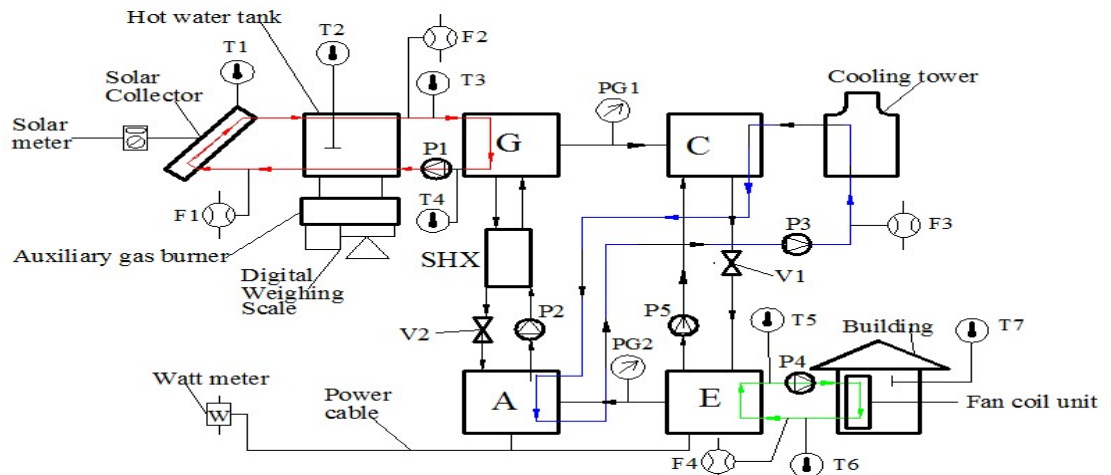 Hot water tank
T1
T2
F2
Solar
Collector
T3
PG1
Cooling tower
Solar
meter
P1
G
C
F1
T4
P3
F3
Auxiliary gas burner
SHX
Digital
Weighing
Scale
V1
V2
P2
P5
T5
Building
T7
PG2
P4
Watt meter
Power
cable
A
E
Fan coil unit
W
F4
T6